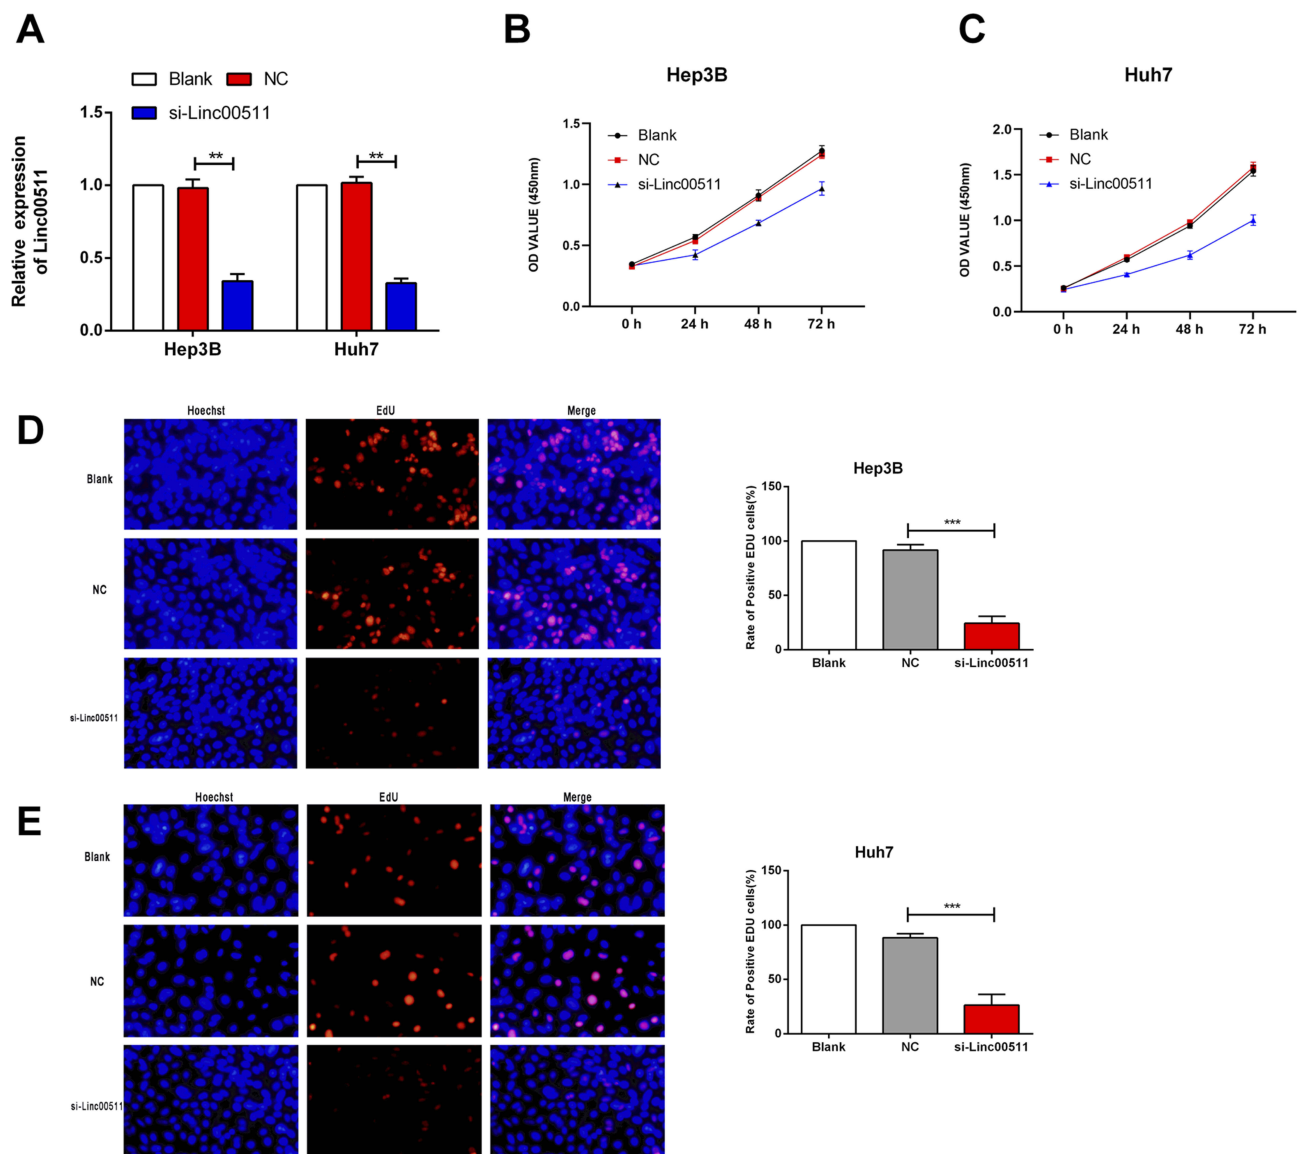 A
Blank NC
si-Linc00511
Relative expression
of Linc00511
1.5
1.0
0.5
0.0
**
**
Hep3B Huh7
B
Hep3B
OD VALUE (450nm)
1.5
1.0
0.5
0.0
Blank
NC
si-Linc00511
0 h 24 h 48 h 72 h
C
Huh7
OD VALUE (450nm)
2.0
1.5
1.0
0.5
0.0
Blank
NC
si-Linc00511
0 h 24 h 48 h 72 h
D
Hoechst EdU Merge
Blank
NC
si-Linc00511
Hep3B
Rate of Positive EDU cells(%)
150
100
50
0
***
Blank NC si-Linc00511
E
Hoechst EdU Merge
Blank
NC
si-Linc00511
Huh7
Rate of Positive EDU cells(%)
150
100
50
0
***
Blank NC si-Linc00511